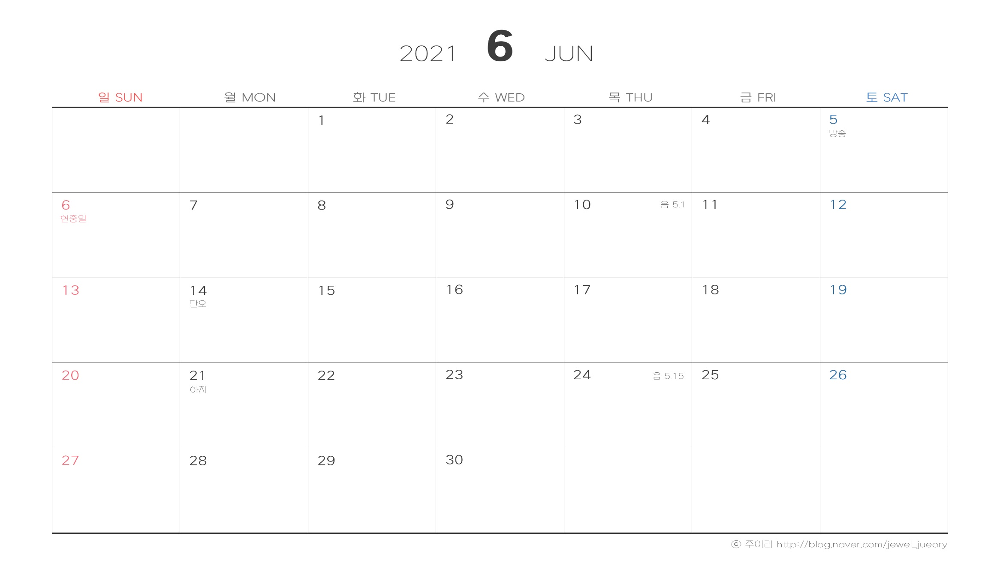 2021 6 JUN
일 SUN 월 MON 화 TUE 수 WED 목 THU 금 FRI 토 SAT
1 2 3 4 5
망종
6 7 8 9 10 음 5.1 11 12
현충일
13 14 15 16 17 18 19
단오
20 21 22 23 24 음 5.15 25 26
하지
27 28 29 30
ⓒ 주어리 http://blog.naver.com/jewel_jueory